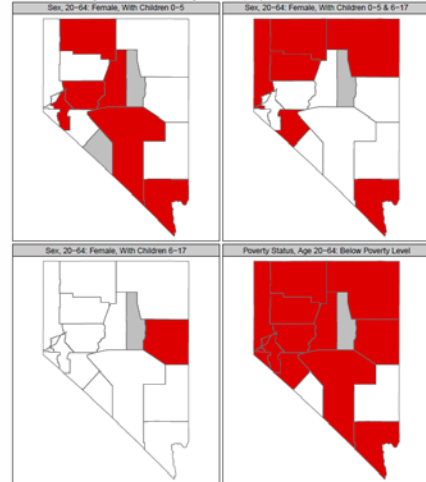 Sex, 20−64: Female, With Children 0−5
Sex, 20−64: Female, With Children 0−5 & 6−17
Sex, 20−64: Female, With Children 6−17
Poverty Status, Age 20−64: Below Poverty Level